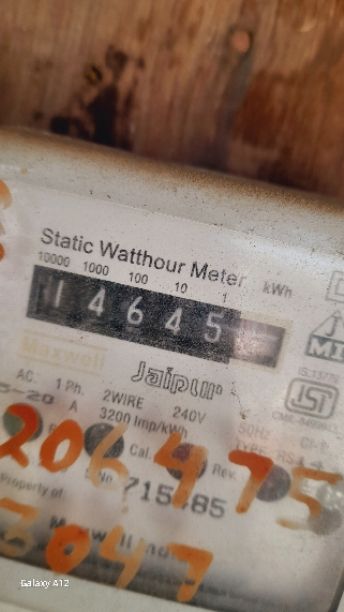 Static Watthour Meter
10000 1000 100 10 1 kWh
14645
Maxwell
Jaipur
AC. 1 Ph. 2WIRE 240V 50Hz
5-20 A 3200 Imp/kWh
Cal. Rev.
206475
Property of No
3047
Galaxy A12